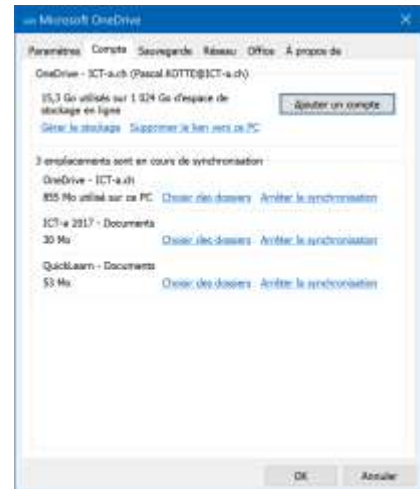 Microsoft OneDrive
Paramètres Compte Sauvegarde Réseau Office À propos de
OneDrive - ICT-a.ch (Pascal KOTTE@ICT-a.ch)
15,3 Go utilisés sur 1 024 Go d'espace de
stockage en ligne
Ajouter un compte
Gérer le stockage Supprimer le lien vers ce PC
3 emplacements sont en cours de synchronisation
OneDrive - ICT-a.ch
855 Mo utilisé sur ce PC Choisir des dossiers Arrêter la synchronisation
ICT-a 2017 - Documents
30 Mo Choisir des dossiers Arrêter la synchronisation
QuickLearn - Documents
53 Mo Choisir des dossiers Arrêter la synchronisation
OK Annuler